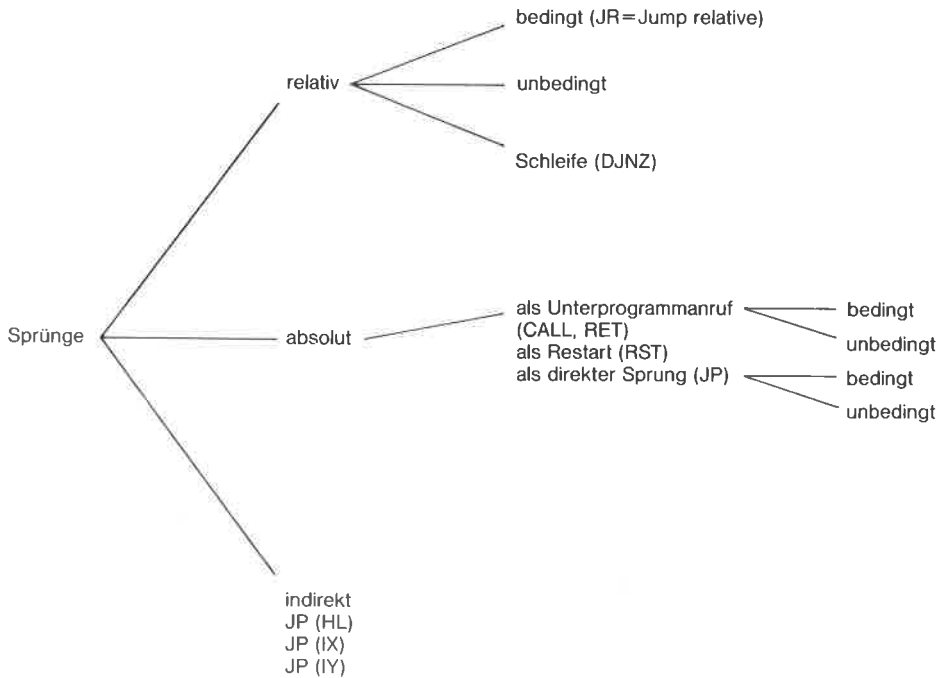 bedingt (JR=Jump relative)
relativ
unbedingt
Schleife (DJNZ)
Sprünge
absolut
als Unterprogrammanruf
(CALL, RET)
als Restart (RST)
als direkter Sprung (JP)
bedingt
unbedingt
bedingt
unbedingt
indirekt
JP (HL)
JP (IX)
JP (IY)